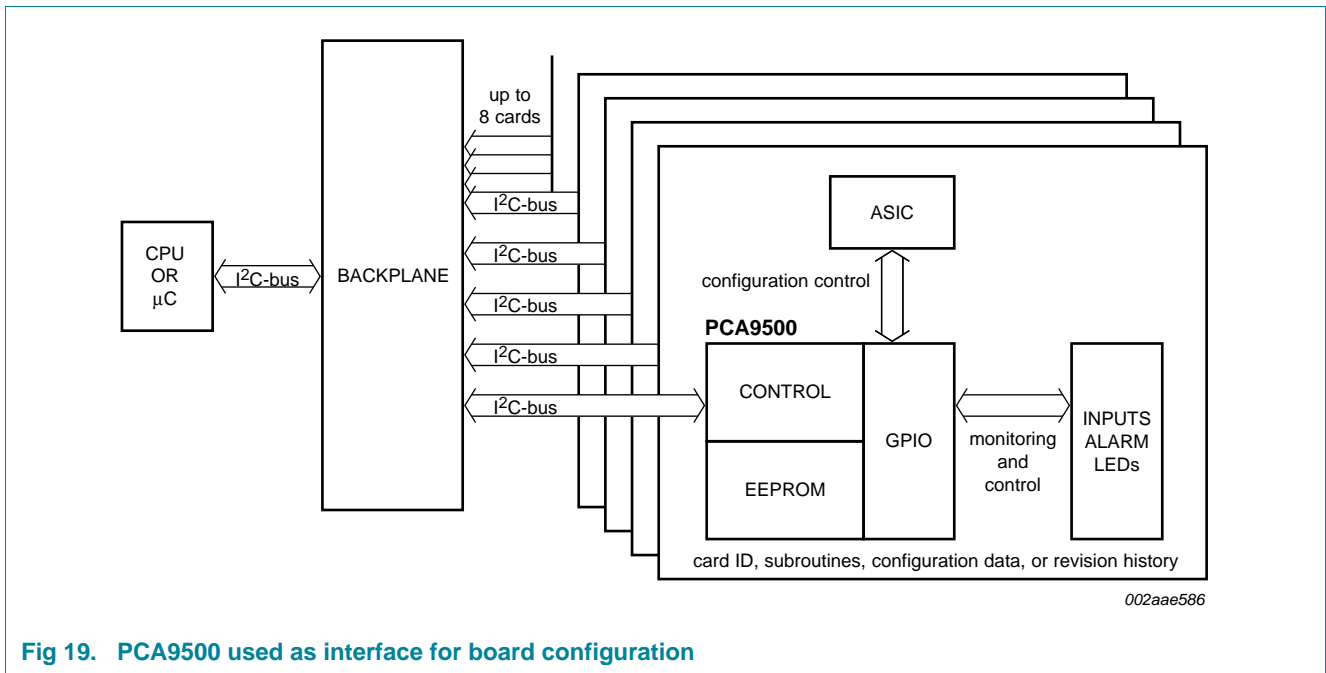 up to
8 cards
I²C-bus
ASIC
CPU
OR
μC
I²C-bus
BACKPLANE
I²C-bus
configuration control
I²C-bus
PCA9500
I²C-bus
CONTROL
I²C-bus
GPIO
monitoring
and
control
INPUTS
ALARM
LEDs
EEPROM
card ID, subroutines, configuration data, or revision history
002aae586
Fig 19. PCA9500 used as interface for board configuration